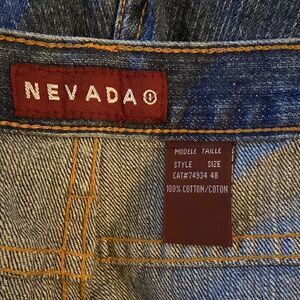 NEVADA
MODELE TAILLE
STYLE SIZE
CAT#74934 48
100% COTTON/COTON